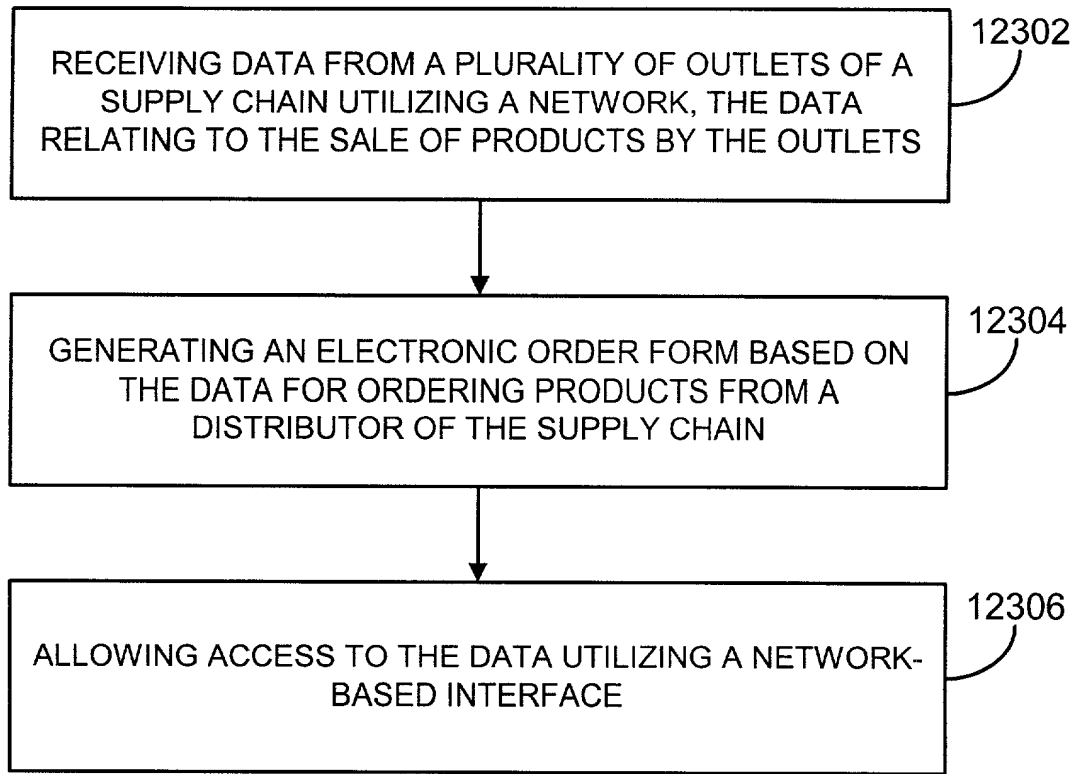 12302
RECEIVING DATA FROM A PLURALITY OF OUTLETS OF A
SUPPLY CHAIN UTILIZING A NETWORK, THE DATA
RELATING TO THE SALE OF PRODUCTS BY THE OUTLETS
12304
GENERATING AN ELECTRONIC ORDER FORM BASED ON
THE DATA FOR ORDERING PRODUCTS FROM A
DISTRIBUTOR OF THE SUPPLY CHAIN
12306
ALLOWING ACCESS TO THE DATA UTILIZING A NETWORK-
BASED INTERFACE